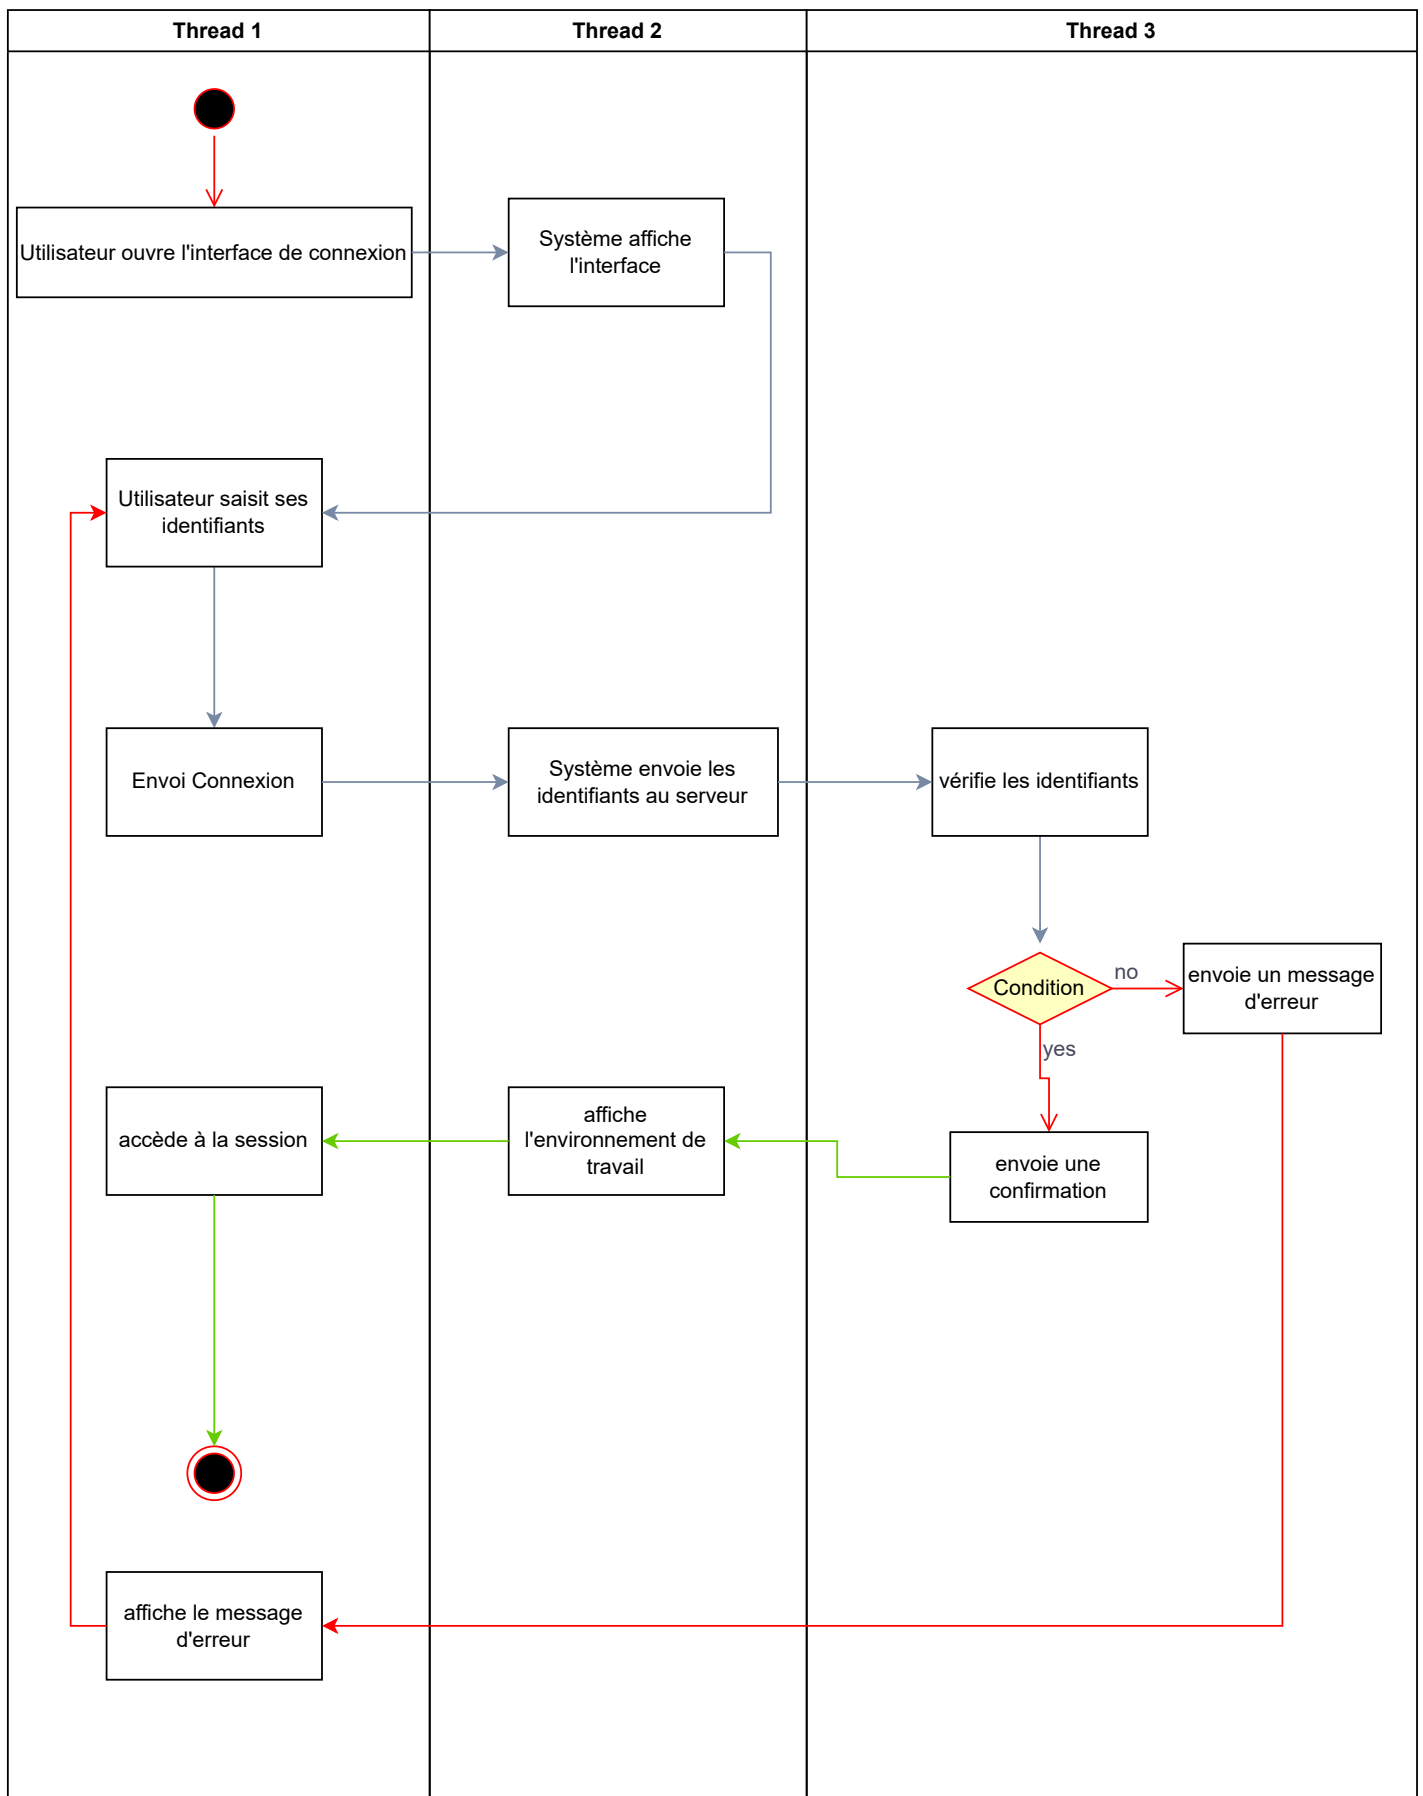 Thread 1
Thread 2
Thread 3
Utilisateur ouvre l'interface de connexion
Système affiche
l'interface
Utilisateur saisit ses
identifiants
Envoi Connexion
Système envoie les
identifiants au serveur
vérifie les identifiants
Condition
no
envoie un message
d'erreur
yes
accède à la session
affiche
l'environnement de
travail
envoie une
confirmation
affiche le message
d'erreur